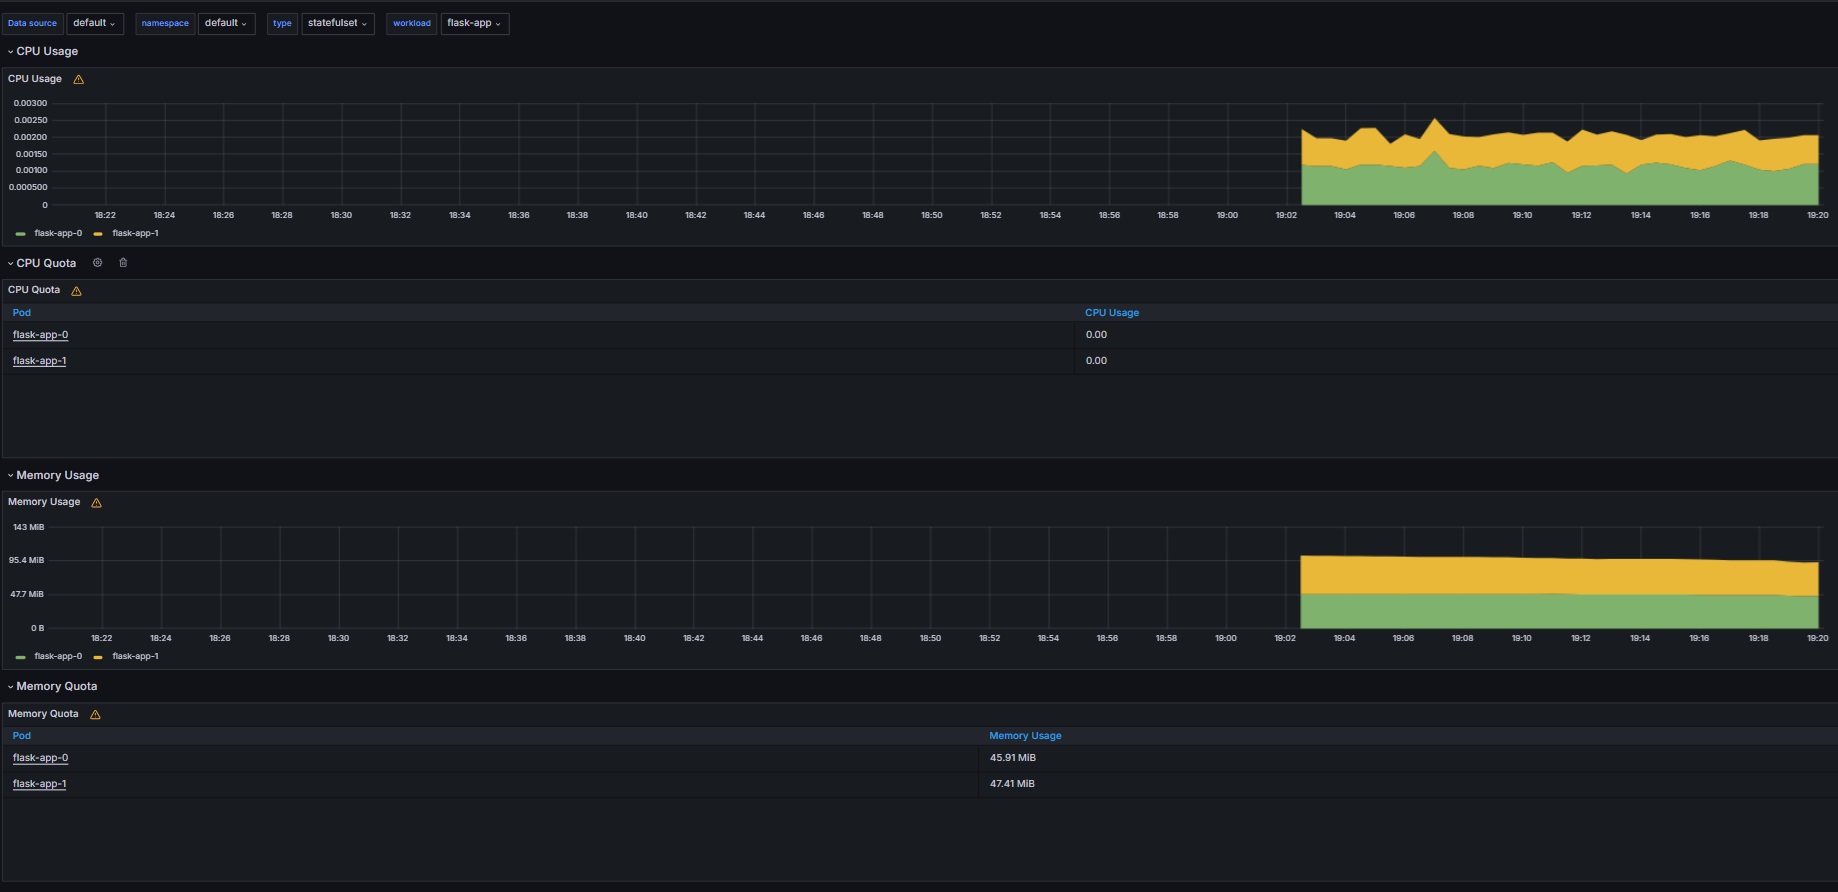 Data source default namespace default type statefulset workload flask-app
CPU Usage
CPU Usage
0.00300
0.00250
0.00200
0.00150
0.00100
0.000500
0
18:22 18:24 18:26 18:28 18:30 18:32 18:34 18:36 18:38 18:40 18:42 18:44 18:46 18:48 18:50 18:52 18:54 18:56 18:58 19:00 19:02 19:04 19:06 19:08 19:10 19:12 19:14 19:16 19:18 19:20
flask-app-0 flask-app-1
CPU Quota
CPU Quota
Pod CPU Usage
flask-app-0 0.00
flask-app-1 0.00
Memory Usage
Memory Usage
143 MiB
95.4 MiB
47.7 MiB
0 B
18:22 18:24 18:26 18:28 18:30 18:32 18:34 18:36 18:38 18:40 18:42 18:44 18:46 18:48 18:50 18:52 18:54 18:56 18:58 19:00 19:02 19:04 19:06 19:08 19:10 19:12 19:14 19:16 19:18 19:20
flask-app-0 flask-app-1
Memory Quota
Memory Quota
Pod Memory Usage
flask-app-0 45.91 MiB
flask-app-1 47.41 MiB